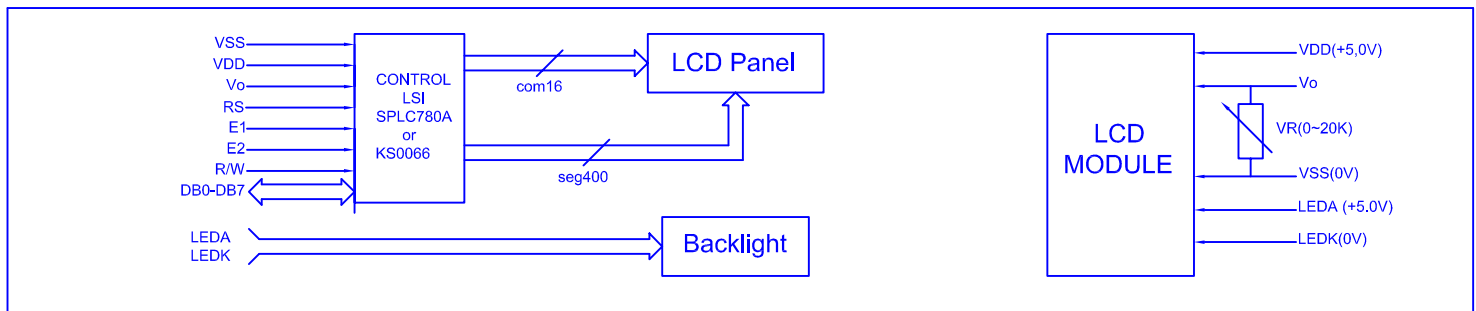 VSS
VDD
Vo
RS
E1
E2
R/W
DB0-DB7
LEDA
LEDK
CONTROL
LSI
SPLC780A
or
KS0066
com16
seg400
LCD Panel
Backlight
LCD
MODULE
VDD(+5,0V)
Vo
VR(0~20K)
VSS(0V)
LEDA (+5.0V)
LEDK(0V)